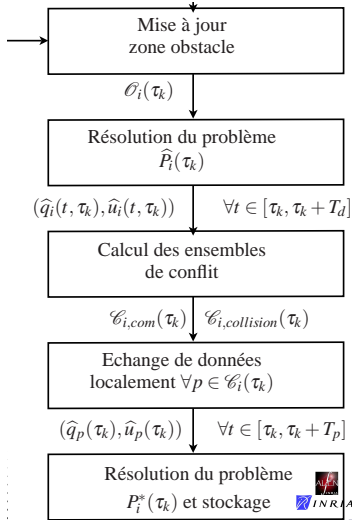 Mise à jour
zone obstacle
𝒪ᵢ(τₖ)
Résolution du problème
P̂ᵢ(τₖ)
(q̂ᵢ(t,τₖ),ûᵢ(t,τₖ)) ∀t ∈ [τₖ,τₖ+T_d]
Calcul des ensembles
de conflit
𝒞_{i,com}(τₖ) 𝒞_{i,collision}(τₖ)
Echange de données
localement ∀p ∈ 𝒞ᵢ(τₖ)
(q̂ₚ(τₖ),ûₚ(τₖ)) ∀t ∈ [τₖ,τₖ+Tₚ]
Résolution du problème
Pᵢ*(τₖ) et stockage
INRIA